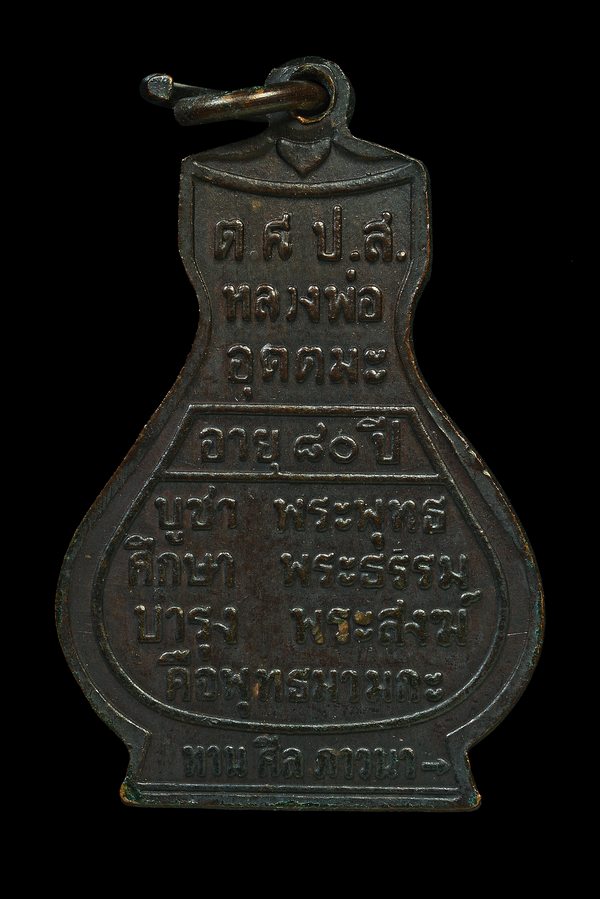 ต.ศ ป.ส.
หลวงพ่อ
อุตตมะ
อายุ ๘๐ ปี
บูชา พระพุทธ
ศึกษา พระธรรม
บำรุง พระสงฆ์
คือพุทธมามกะ
ทาน ศีล ภาวนา →